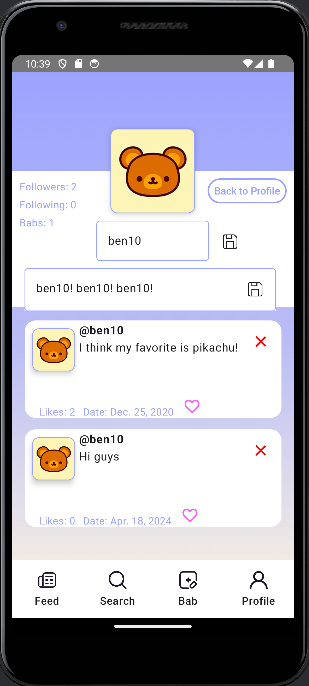 10:39
Followers: 2
Following: 0
Babs: 1
Back to Profile
ben10
ben10! ben10! ben10!
@ben10
I think my favorite is pikachu!
Likes: 2 Date: Dec. 25, 2020
@ben10
Hi guys
Likes: 0 Date: Apr. 18, 2024
Feed Search Bab Profile